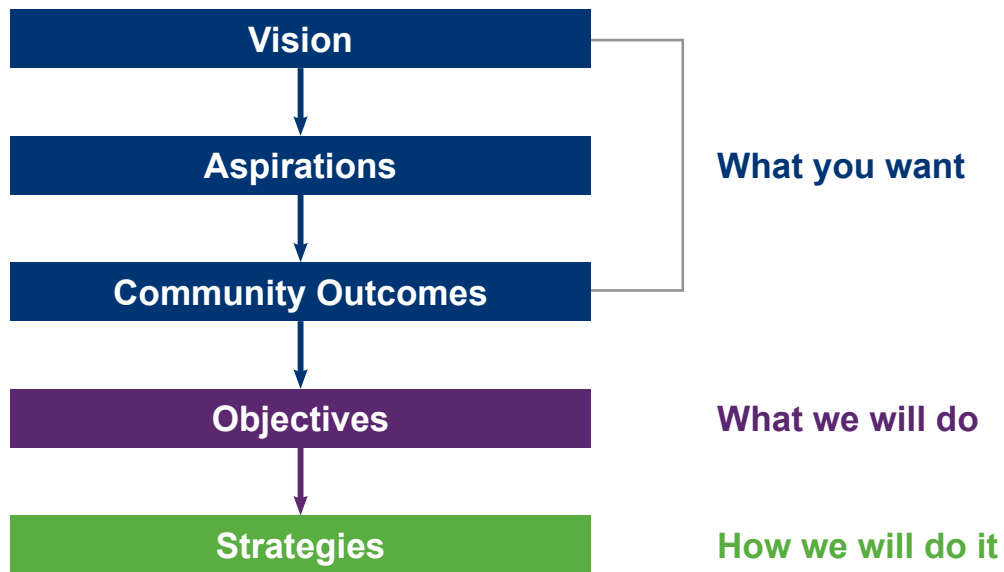 Vision
Aspirations
What you want
Community Outcomes
Objectives
What we will do
Strategies
How we will do it